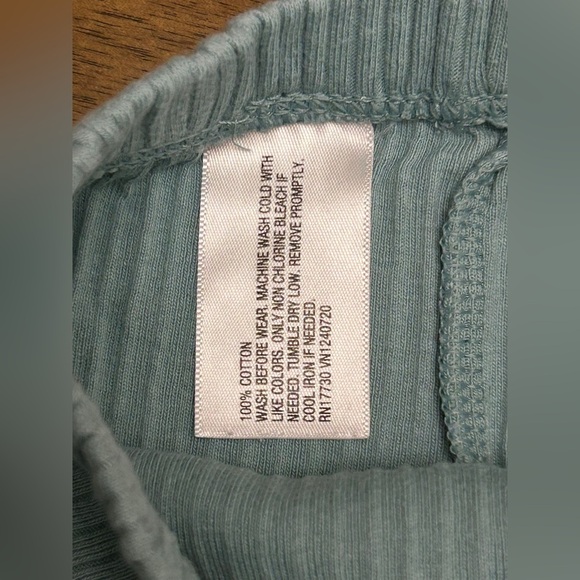 100% COTTON
WASH BEFORE WEAR. MACHINE WASH COLD WITH
LIKE COLORS. ONLY NON CHLORINE BLEACH IF
NEEDED. TUMBLE DRY LOW. REMOVE PROMPTLY.
COOL IRON IF NEEDED.
RN17730 VN1240720